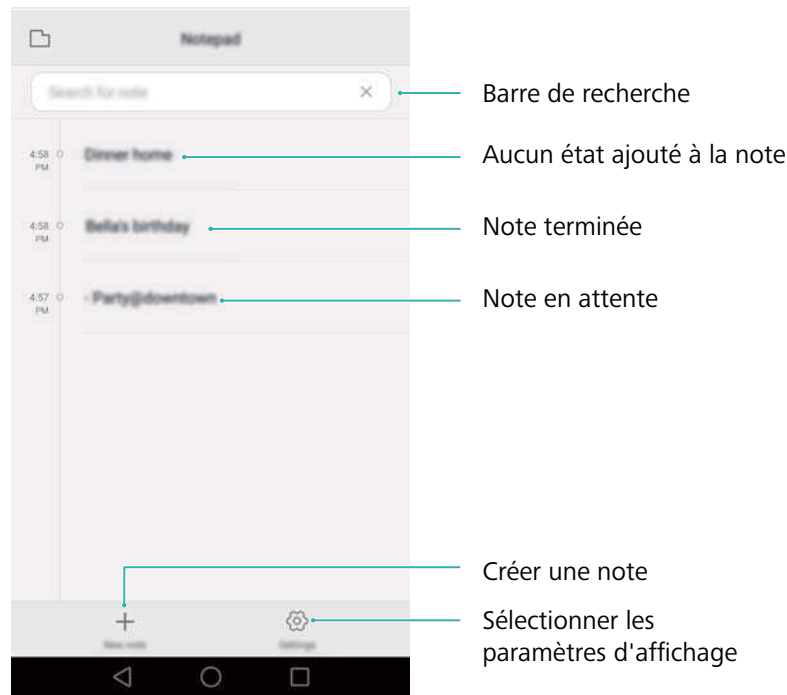 Notepad
Search for note
Barre de recherche
4:58 PM
Dinner home
Aucun état ajouté à la note
4:58 PM
Bella's birthday
Note terminée
4:57 PM
- Party@downtown
Note en attente
Créer une note
New note
Settings
Sélectionner les
paramètres d'affichage